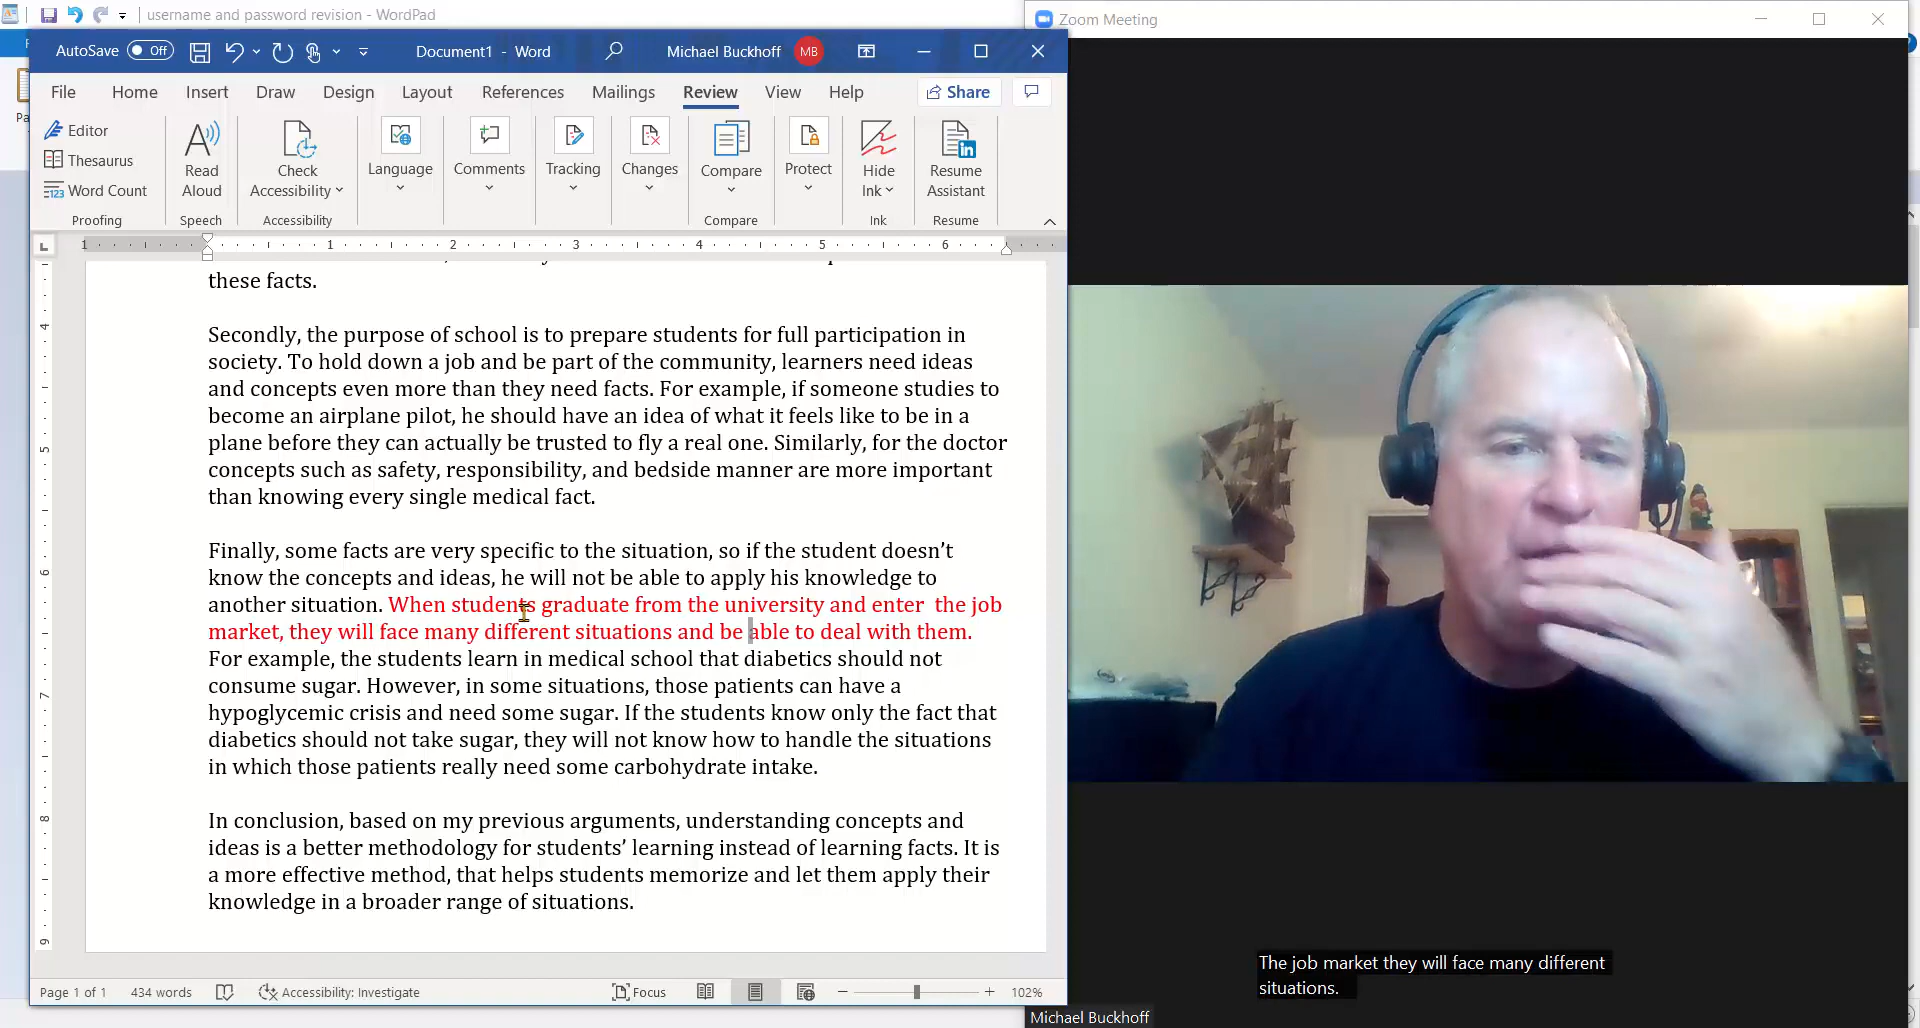 username and password revision - WordPad
Zoom Meeting
AutoSave Off Document1 - Word Michael Buckhoff MB
File Home Insert Draw Design Layout References Mailings Review View Help Share
Editor
Thesaurus
Word Count
Proofing
Read Aloud
Speech
Check Accessibility
Accessibility
Language
Comments
Tracking
Changes
Compare
Compare
Protect
Hide Ink
Ink
Resume Assistant
Resume
1 1 2 3 4 5 6
4
5
6
7
8
9
these facts.
Secondly, the purpose of school is to prepare students for full participation in
society. To hold down a job and be part of the community, learners need ideas
and concepts even more than they need facts. For example, if someone studies to
become an airplane pilot, he should have an idea of what it feels like to be in a
plane before they can actually be trusted to fly a real one. Similarly, for the doctor
concepts such as safety, responsibility, and bedside manner are more important
than knowing every single medical fact.
Finally, some facts are very specific to the situation, so if the student doesn’t
know the concepts and ideas, he will not be able to apply his knowledge to
another situation. When students graduate from the university and enter  the job
market, they will face many different situations and be able to deal with them.
For example, the students learn in medical school that diabetics should not
consume sugar. However, in some situations, those patients can have a
hypoglycemic crisis and need some sugar. If the students know only the fact that
diabetics should not take sugar, they will not know how to handle the situations
in which those patients really need some carbohydrate intake.
In conclusion, based on my previous arguments, understanding concepts and
ideas is a better methodology for students’ learning instead of learning facts. It is
a more effective method, that helps students memorize and let them apply their
knowledge in a broader range of situations.
Page 1 of 1 434 words Accessibility: Investigate Focus 102%
The job market they will face many different
situations.
Michael Buckhoff